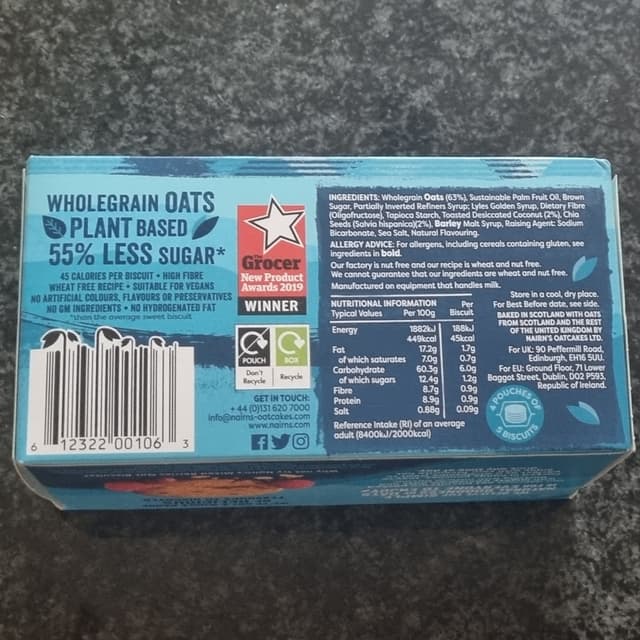 WHOLEGRAIN OATS
PLANT BASED
55% LESS SUGAR*
45 CALORIES PER BISCUIT • HIGH FIBRE
WHEAT FREE RECIPE • SUITABLE FOR VEGANS
NO ARTIFICIAL COLOURS, FLAVOURS OR PRESERVATIVES
NO GM INGREDIENTS • NO HYDROGENATED FAT
*than the average sweet biscuit
6 12322 00106 3
The Grocer
New Product
Awards 2019
WINNER
POUCH
Don't
Recycle
BOX
Recycle
GET IN TOUCH:
+44 (0)131 620 7000
info@nairns-oatcakes.com
www.nairns.com
INGREDIENTS: Wholegrain Oats (63%), Sustainable Palm Fruit Oil, Brown
Sugar, Partially Inverted Refiners Syrup; Lyles Golden Syrup, Dietary Fibre
(Oligofructose), Tapioca Starch, Toasted Desiccated Coconut (2%), Chia
Seeds (Salvia hispanica)(2%), Barley Malt Syrup, Raising Agent: Sodium
Bicarbonate, Sea Salt, Natural Flavouring.
ALLERGY ADVICE: For allergens, including cereals containing gluten, see
ingredients in bold.
Our factory is nut free and our recipe is wheat and nut free.
We cannot guarantee that our ingredients are wheat and nut free.
Manufactured on equipment that handles milk.
NUTRITIONAL INFORMATION Per
Typical Values Per 100g Biscuit
Energy 1882kJ 188kJ
449kcal 45kcal
Fat 17.2g 1.7g
of which saturates 7.0g 0.7g
Carbohydrate 60.3g 6.0g
of which sugars 12.4g 1.2g
Fibre 8.7g 0.9g
Protein 8.9g 0.9g
Salt 0.88g 0.09g
Reference Intake (RI) of an average
adult (8400kJ/2000kcal)
Store in a cool, dry place.
For Best Before date, see side.
BAKED IN SCOTLAND WITH OATS
FROM SCOTLAND AND THE REST
OF THE UNITED KINGDOM BY
NAIRN'S OATCAKES LTD.
For UK: 90 Peffermill Road,
Edinburgh, EH16 5UU.
For EU: Ground Floor, 71 Lower
Baggot Street, Dublin, D02 P593,
Republic of Ireland.
4 POUCHES OF
5 BISCUITS